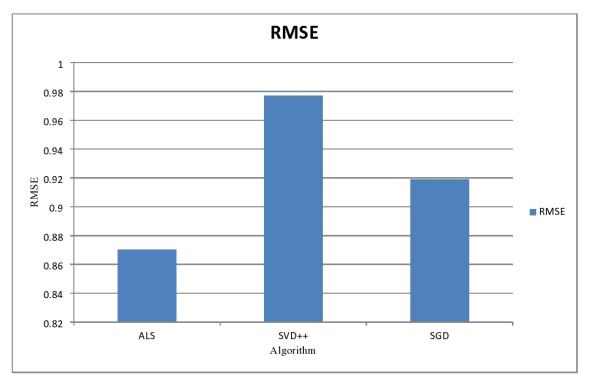 RMSE
1
0.98
0.96
0.94
0.92
0.9
0.88
0.86
0.84
0.82
RMSE
ALS
SVD++
SGD
Algorithm
RMSE